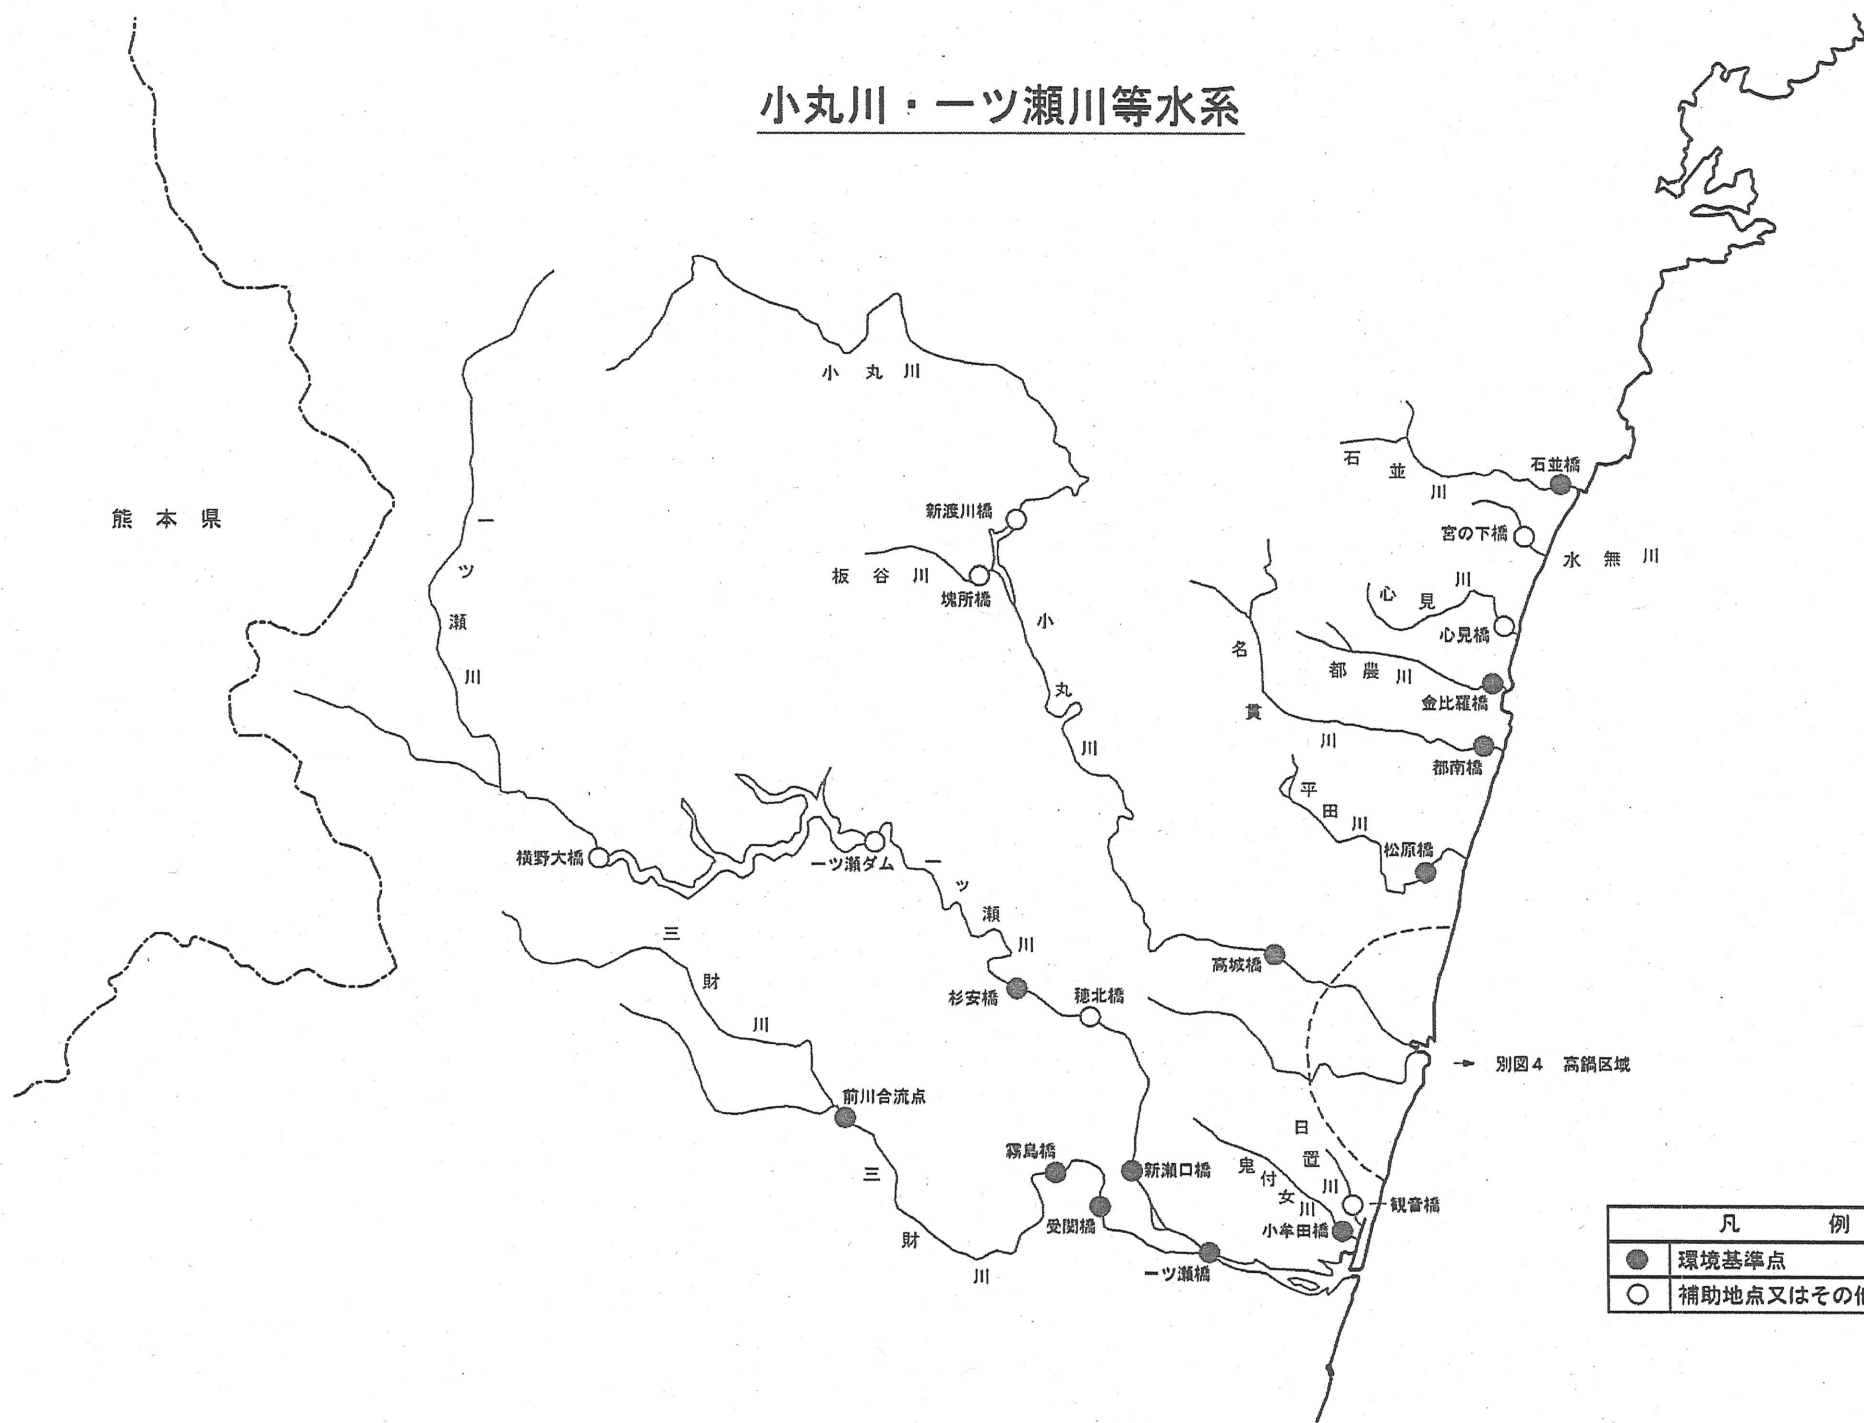 小丸川・一ツ瀬川等水系
熊本県
小丸川
一ツ瀬川
石並川
石並橋
新渡川橋
宮の下橋
水無川
板谷川
塊所橋
心見川
心見橋
小丸川
名貫川
都農川
金比羅橋
都南橋
平田川
松原橋
横野大橋
一ツ瀬ダム
一ツ瀬川
三財川
高城橋
杉安橋
穂北橋
別図4 高鍋区域
前川合流点
日置川
鬼付女川
霧島橋
新瀬口橋
観音橋
受関橋
小牟田橋
三財川
一ツ瀬橋
凡例
環境基準点
補助地点又はその他